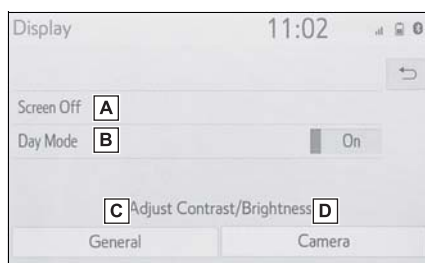 Display 11:02
Screen Off A
Day Mode B On
C Adjust Contrast/Brightness D
General Camera